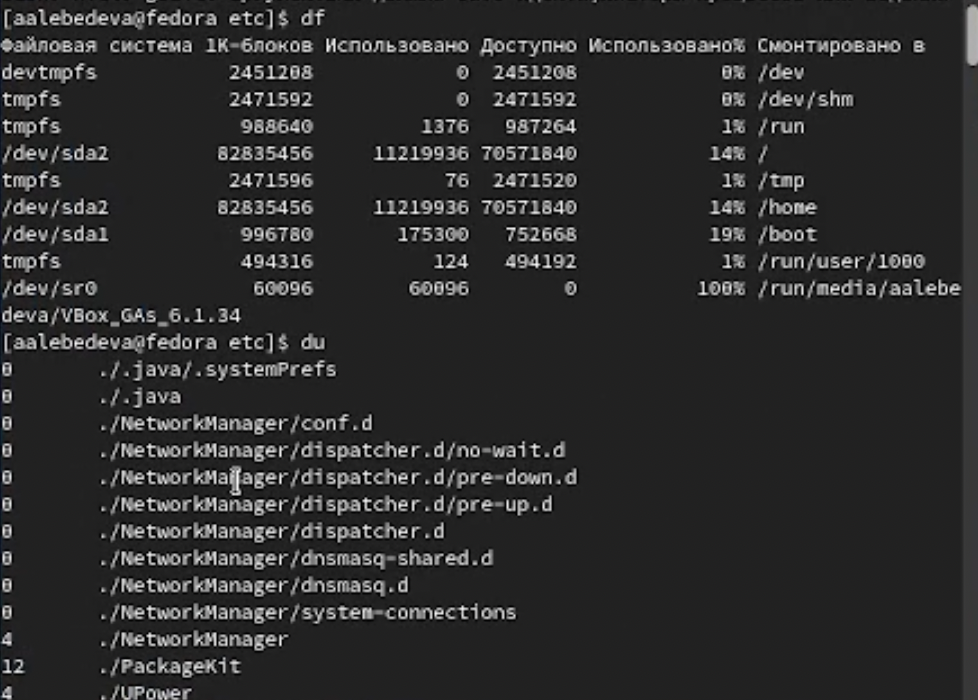 [aalebedeva@fedora etc]$ df
Файловая система 1K-блоков Использовано Доступно Использовано% Смонтировано в
devtmpfs 2451208 0 2451208 0% /dev
tmpfs 2471592 0 2471592 0% /dev/shm
tmpfs 988640 1376 987264 1% /run
/dev/sda2 82835456 11219936 70571840 14% /
tmpfs 2471596 76 2471520 1% /tmp
/dev/sda2 82835456 11219936 70571840 14% /home
/dev/sda1 996780 175300 752668 19% /boot
tmpfs 494316 124 494192 1% /run/user/1000
/dev/sr0 60096 60096 0 100% /run/media/aalebe
deva/VBox_GAs_6.1.34
[aalebedeva@fedora etc]$ du
0 ./.java/.systemPrefs
0 ./.java
0 ./NetworkManager/conf.d
0 ./NetworkManager/dispatcher.d/no-wait.d
0 ./NetworkManager/dispatcher.d/pre-down.d
0 ./NetworkManager/dispatcher.d/pre-up.d
0 ./NetworkManager/dispatcher.d
0 ./NetworkManager/dnsmasq-shared.d
0 ./NetworkManager/dnsmasq.d
0 ./NetworkManager/system-connections
4 ./NetworkManager
12 ./PackageKit
4 ./UPower